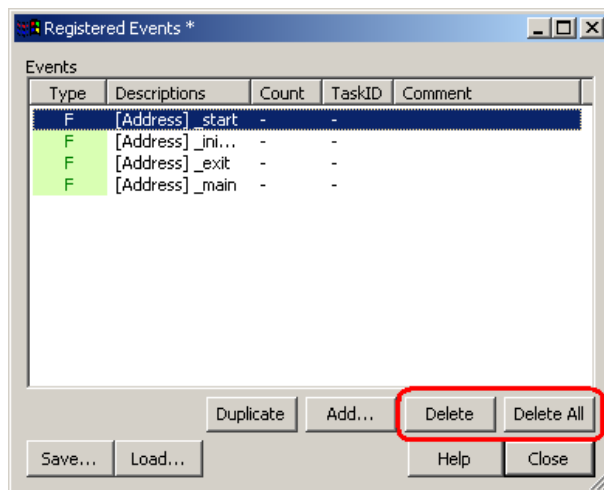 Registered Events *
Events
Type Descriptions Count TaskID Comment
F [Address] _start - -
F [Address] _ini... - -
F [Address] _exit - -
F [Address] _main - -
Duplicate Add... Delete Delete All
Save... Load... Help Close